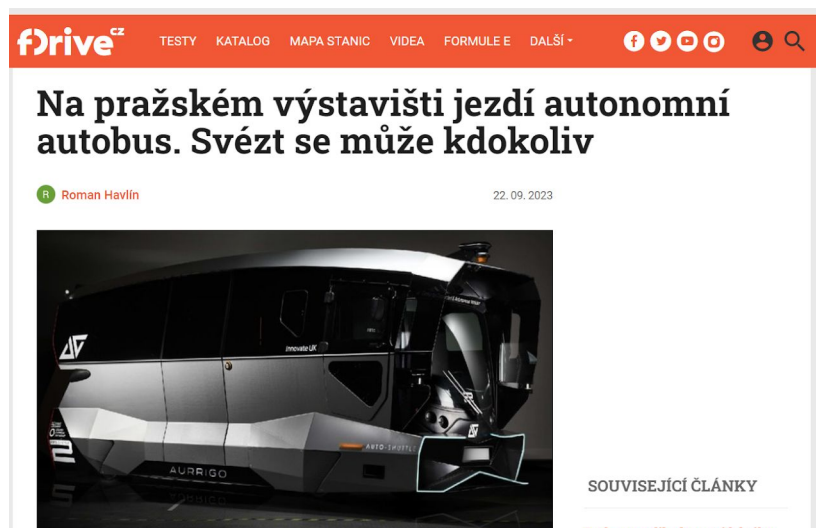 fDrive cz
TESTY KATALOG MAPA STANIC VIDEA FORMULE E DALŠÍ
Na pražském výstavišti jezdí autonomní
autobus. Svézt se může kdokoliv
R Roman Havlín 22. 09. 2023
Innovate UK
AUTO-SHUTTLE
AURRIGO
SOUVISEJÍCÍ ČLÁNKY